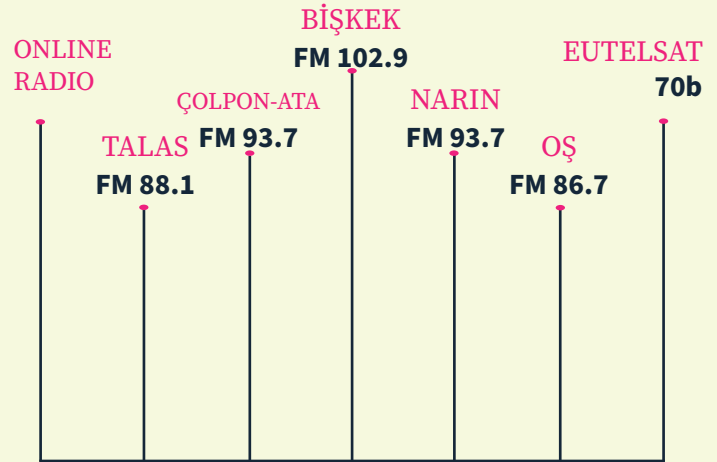 ONLINE
RADIO
TALAS
FM 88.1
ÇOLPON-ATA
FM 93.7
BİŞKEK
FM 102.9
NARIN
FM 93.7
OŞ
FM 86.7
EUTELSAT
70b